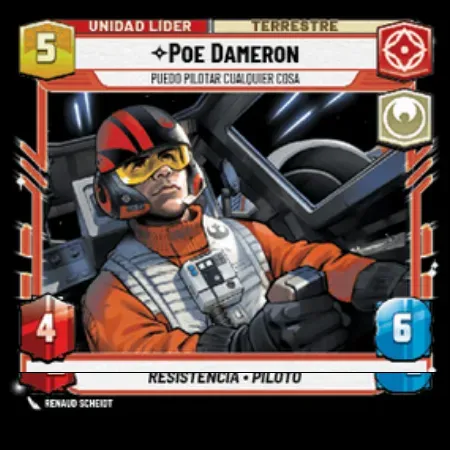 UNIDAD LÍDER TERRESTRE
5
POE DAMERON
PUEDO PILOTAR CUALQUIER COSA
4
6
RESISTENCIA • PILOTO
RENAUD SCHEIDT